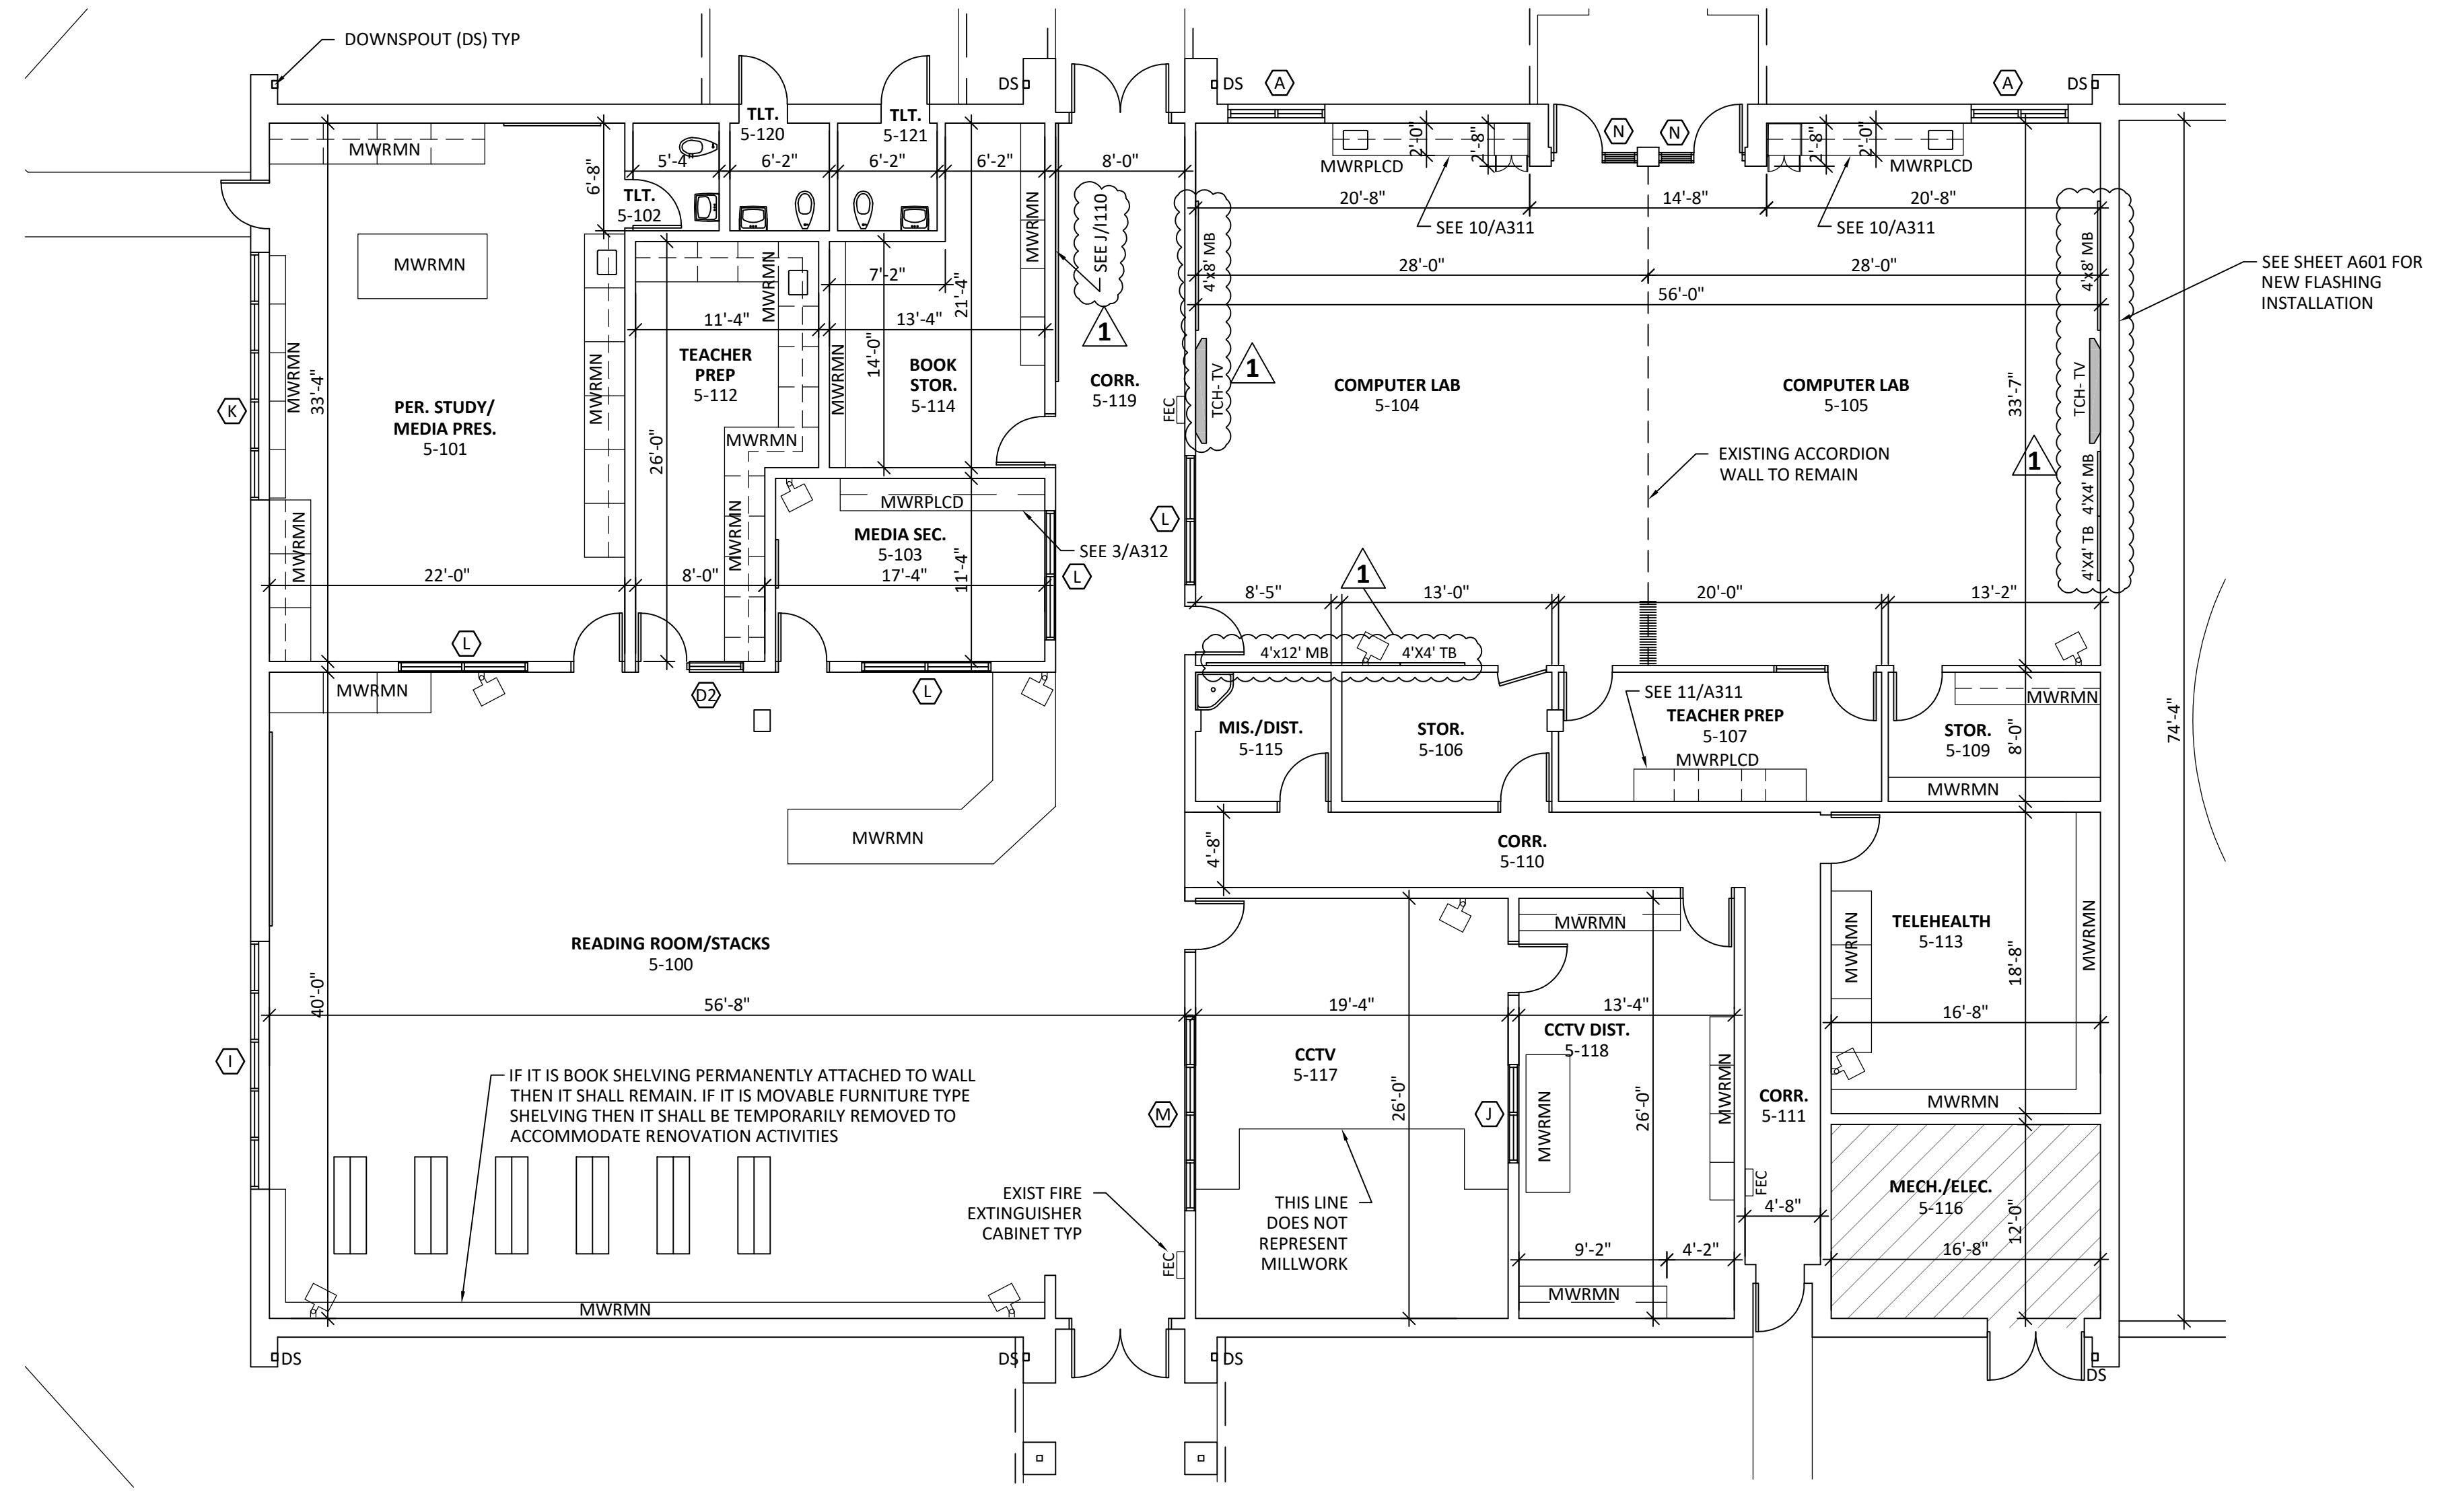 DOWNSPOUT (DS) TYP
DS
DS
A
A
DS
TLT.
5-120
TLT.
5-121
N
N
MWRMN
5'-4"
6'-2"
6'-2"
6'-2"
8'-0"
6'-8"
TLT.
5-102
2'-0"
2'-8"
2'-8"
2'-0"
MWRPLCD
MWRPLCD
20'-8"
14'-8"
20'-8"
SEE 10/A311
SEE 10/A311
MWRMN
MWRMN
SEE J/I110
4'x8' MB
4'x8' MB
MWRMN
7'-2"
21'-4"
28'-0"
28'-0"
56'-0"
SEE SHEET A601 FOR
NEW FLASHING
INSTALLATION
11'-4"
13'-4"
1
TEACHER
PREP
5-112
14'-0"
BOOK
STOR.
5-114
CORR.
5-119
1
COMPUTER LAB
5-104
COMPUTER LAB
5-105
33'-7"
TCH- TV
TCH- TV
MWRMN
33'-4"
MWRMN
MWRMN
K
PER. STUDY/
MEDIA PRES.
5-101
FEC
26'-0"
MWRMN
EXISTING ACCORDION
WALL TO REMAIN
1
4'X4' MB
4'X4' TB
MWRMN
MWRMN
MWRPLCD
MEDIA SEC.
5-103
SEE 3/A312
L
L
22'-0"
8'-0"
17'-4"
11'-4"
1
8'-5"
13'-0"
20'-0"
13'-2"
L
4'x12' MB
4'X4' TB
MWRMN
D2
L
SEE 11/A311
TEACHER PREP
5-107
MWRPLCD
MWRMN
MIS./DIST.
5-115
STOR.
5-106
STOR.
5-109
8'-0"
74'-4"
MWRMN
MWRMN
4'-8"
CORR.
5-110
MWRMN
MWRMN
TELEHEALTH
5-113
MWRMN
18'-8"
READING ROOM/STACKS
5-100
40'-0"
56'-8"
19'-4"
13'-4"
16'-8"
CCTV DIST.
5-118
CCTV
5-117
I
IF IT IS BOOK SHELVING PERMANENTLY ATTACHED TO WALL
THEN IT SHALL REMAIN. IF IT IS MOVABLE FURNITURE TYPE
SHELVING THEN IT SHALL BE TEMPORARILY REMOVED TO
ACCOMMODATE RENOVATION ACTIVITIES
M
26'-0"
J
MWRMN
26'-0"
MWRMN
CORR.
5-111
MWRMN
EXIST FIRE
EXTINGUISHER
CABINET TYP
FEC
THIS LINE
DOES NOT
REPRESENT
MILLWORK
FEC
4'-8"
MECH./ELEC.
5-116
12'-0"
9'-2"
4'-2"
16'-8"
MWRMN
MWRMN
DS
DS
DS
DS